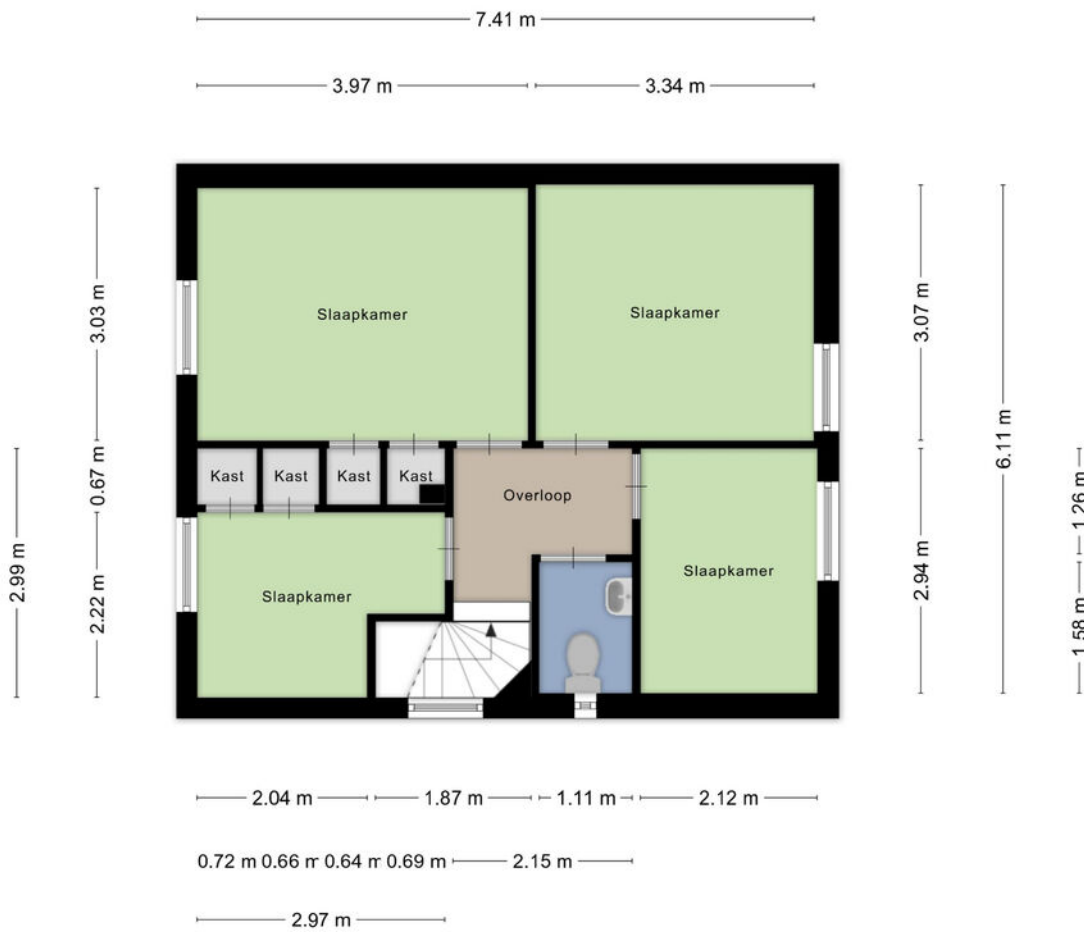 7.41 m
3.97 m
3.34 m
3.03 m
Slaapkamer
Slaapkamer
3.07 m
6.11 m
0.67 m
Kast
Kast
Kast
Kast
Overloop
1.26 m
2.99 m
2.22 m
Slaapkamer
Slaapkamer
2.94 m
1.58 m
2.04 m
1.87 m
1.11 m
2.12 m
0.72 m 0.66 m 0.64 m 0.69 m
2.15 m
2.97 m